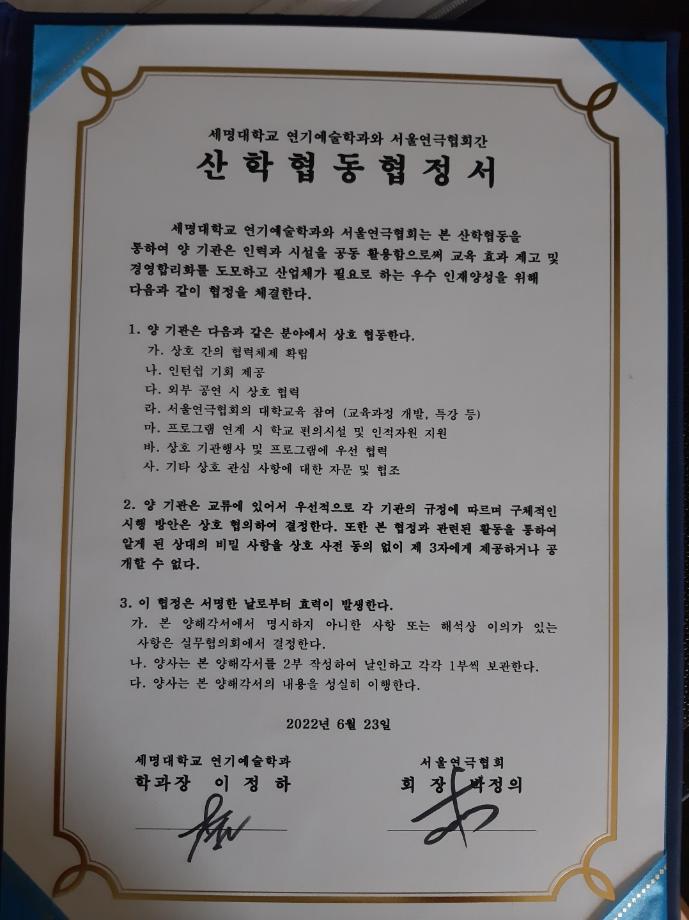 세명대학교 연기예술학과와 서울연극협회간
산학협동협정서
세명대학교 연기예술학과와 서울연극협회는 본 산학협동을
통하여 양 기관은 인력과 시설을 공동 활용함으로써 교육 효과 제고 및
경영합리화를 도모하고 산업체가 필요로 하는 우수 인재양성을 위해
다음과 같이 협정을 체결한다.
1. 양 기관은 다음과 같은 분야에서 상호 협동한다.
가. 상호 간의 협력체제 확립
나. 인턴쉽 기회 제공
다. 외부 공연 시 상호 협력
라. 서울연극협회의 대학교육 참여 (교육과정 개발, 특강 등)
마. 프로그램 연계 시 학교 편의시설 및 인적자원 지원
바. 상호 기관행사 및 프로그램에 우선 협력
사. 기타 상호 관심 사항에 대한 자문 및 협조
2. 양 기관은 교류에 있어서 우선적으로 각 기관의 규정에 따르며 구체적인
시행 방안은 상호 협의하여 결정한다. 또한 본 협정과 관련된 활동을 통하여
알게 된 상대의 비밀 사항을 상호 사전 동의 없이 제 3자에게 제공하거나 공
개할 수 없다.
3. 이 협정은 서명한 날로부터 효력이 발생한다.
가. 본 양해각서에서 명시하지 아니한 사항 또는 해석상 이의가 있는
사항은 실무협의회에서 결정한다.
나. 양사는 본 양해각서를 2부 작성하여 날인하고 각각 1부씩 보관한다.
다. 양사는 본 양해각서의 내용을 성실히 이행한다.
2022년 6월 23일
세명대학교 연기예술학과 서울연극협회
학과장 이정하 회장 박정의